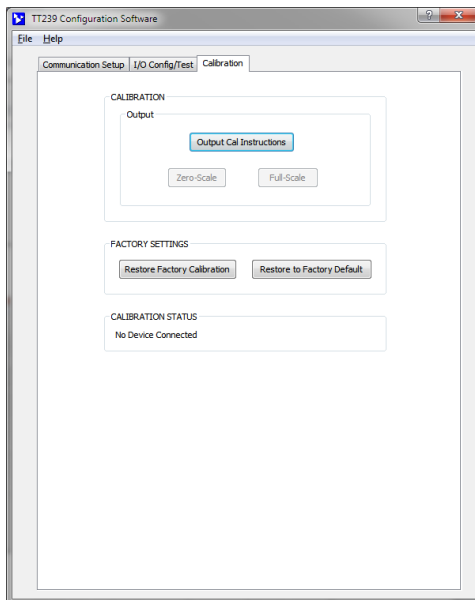 TT239 Configuration Software
File Help
Communication Setup I/O Config/Test Calibration
CALIBRATION
Output
Output Cal Instructions
Zero-Scale Full-Scale
FACTORY SETTINGS
Restore Factory Calibration Restore to Factory Default
CALIBRATION STATUS
No Device Connected